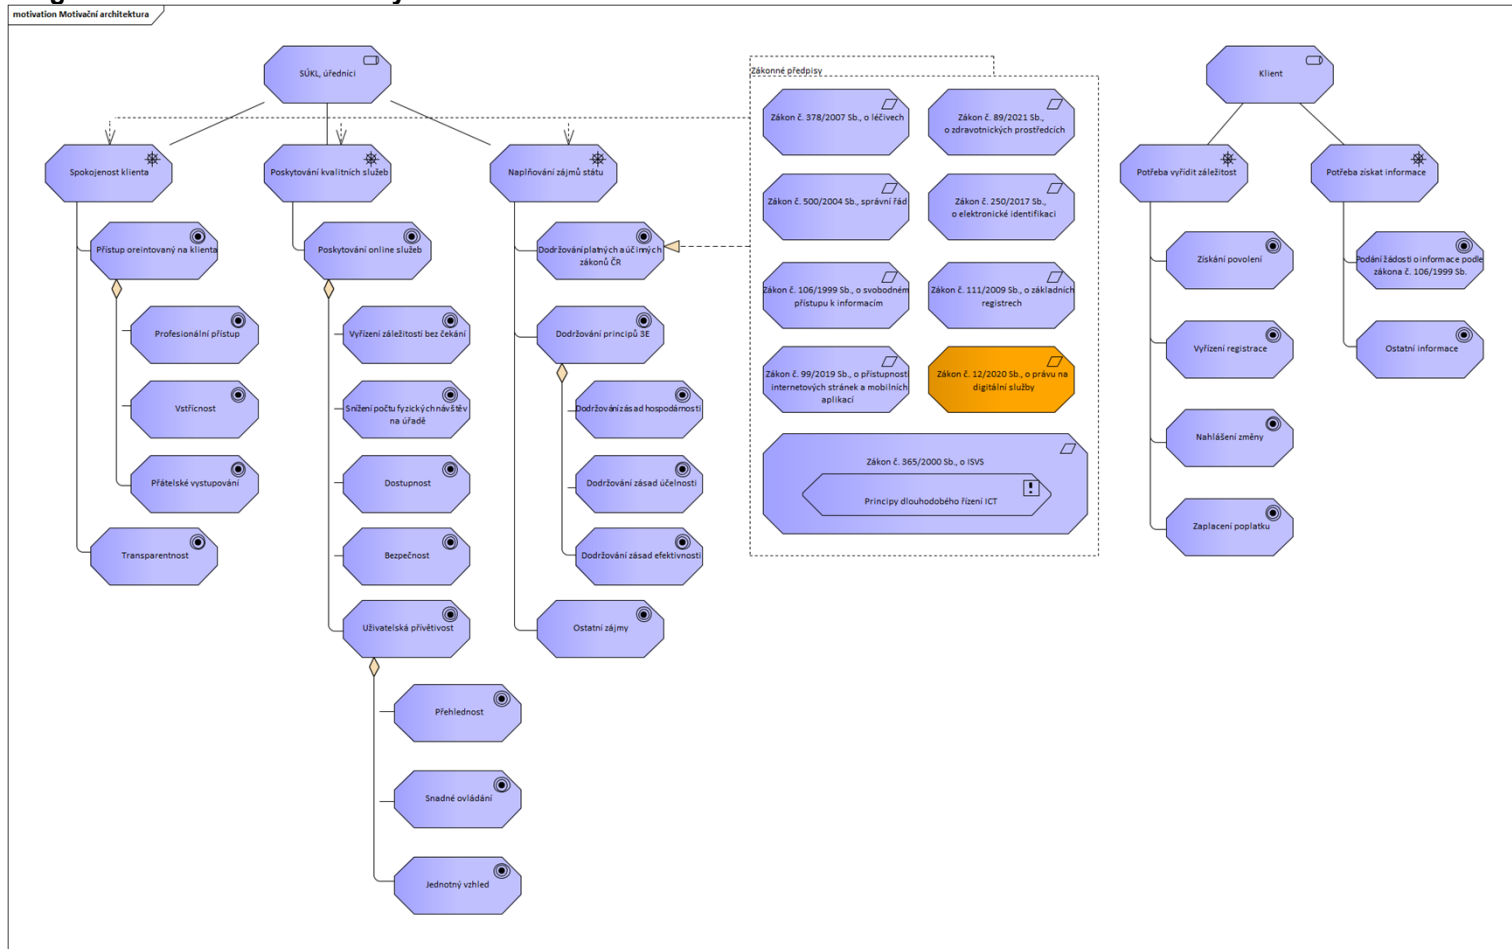 motivation Motivační architektura
SÚKL, úředníci
Spokojenost klienta
Přístup oreintovaný na klienta
Profesionální přístup
Vstřícnost
Přátelské vystupování
Transparentnost
Poskytování kvalitních služeb
Poskytování online služeb
Vyřízení záležitostí bez čekání
Snížení počtu fyzických návštěv
na úřadě
Dostupnost
Bezpečnost
Uživatelská přívětivost
Přehlednost
Snadné ovládání
Jednotný vzhled
Naplňování zájmů státu
Dodržování platných a účinných
zákonů ČR
Dodržování principů 3E
Dodržování zásad hospodárnosti
Dodržování zásad účelnosti
Dodržování zásad efektivnosti
Ostatní zájmy
Zákonné předpisy
Zákon č. 378/2007 Sb., o léčivech
Zákon č. 89/2021 Sb.,
o zdravotnických prostředcích
Zákon č. 500/2004 Sb., správní řád
Zákon č. 250/2017 Sb.,
o elektronické identifikaci
Zákon č. 106/1999 Sb., o svobodném
přístupu k informacím
Zákon č. 111/2009 Sb., o základních
registrech
Zákon č. 99/2019 Sb., o přístupnosti
internetových stránek a mobilních
aplikací
Zákon č. 12/2020 Sb., o právu na
digitální služby
Zákon č. 365/2000 Sb., o ISVS
Principy dlouhodobého řízení ICT
Klient
Potřeba vyřídit záležitost
Získání povolení
Vyřízení registrace
Nahlášení změny
Zaplacení poplatku
Potřeba získat informace
Podání žádosti o informace podle
zákona č. 106/1999 Sb.
Ostatní informace